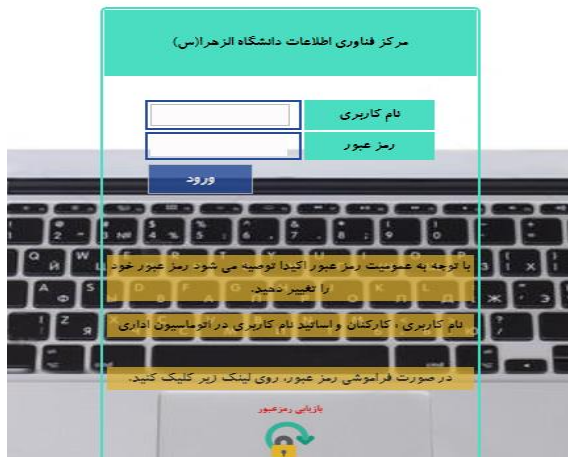 مرکز فناوری اطلاعات دانشگاه الزهرا(س)
نام کاربری
رمز عبور
ورود
با توجه به عمومیت رمز عبور اکیدا توصیه می شود رمز عبور خود
را تغییر دهید.
نام کاربری ، کارکنان و اساتید نام کاربری در اتوماسیون اداری
در صورت فراموشی رمز عبور، روی لینک زیر کلیک کنید.
بازیابی رمزعبور